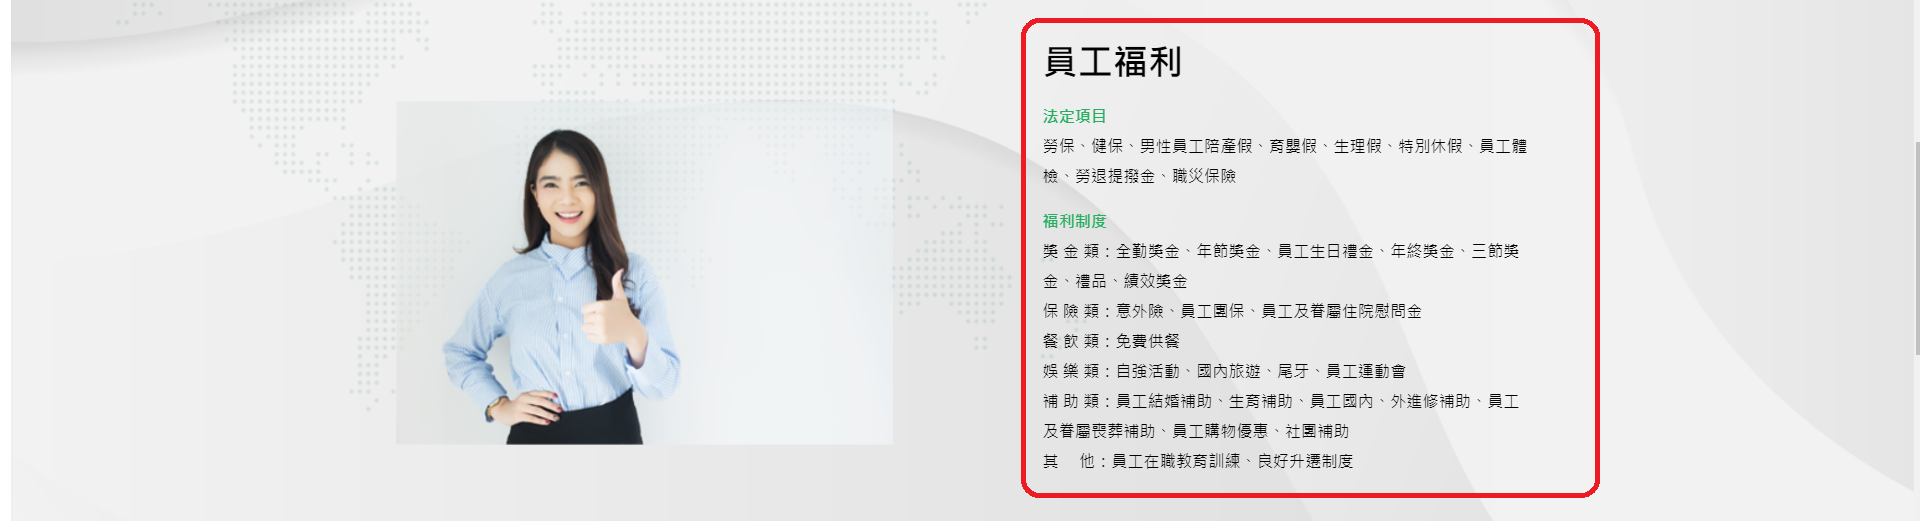 員工福利
法定項目
勞保、健保、男性員工陪產假、育嬰假、生理假、特別休假、員工體
檢、勞退提撥金、職災保險
福利制度
獎 金 類：全勤獎金、年節獎金、員工生日禮金、年終獎金、三節獎
金、禮品、績效獎金
保 險 類：意外險、員工團保、員工及眷屬住院慰問金
餐 飲 類：免費供餐
娛 樂 類：自強活動、國內旅遊、尾牙、員工運動會
補 助 類：員工結婚補助、生育補助、員工國內、外進修補助、員工
及眷屬喪葬補助、員工購物優惠、社團補助
其　 他：員工在職教育訓練、良好升遷制度